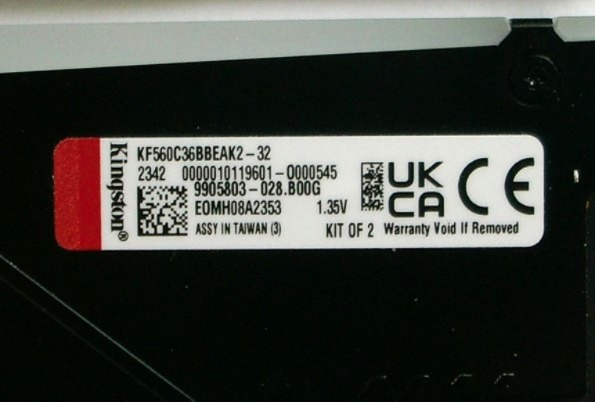 Kingston®
KF560C36BBEAK2-32
2342 0000010119601-O000545
9905803-028.B00G
EOMH08A2353 1.35V
ASSY IN TAIWAN (3) KIT OF 2
UK
CA
CE
Warranty Void If Removed